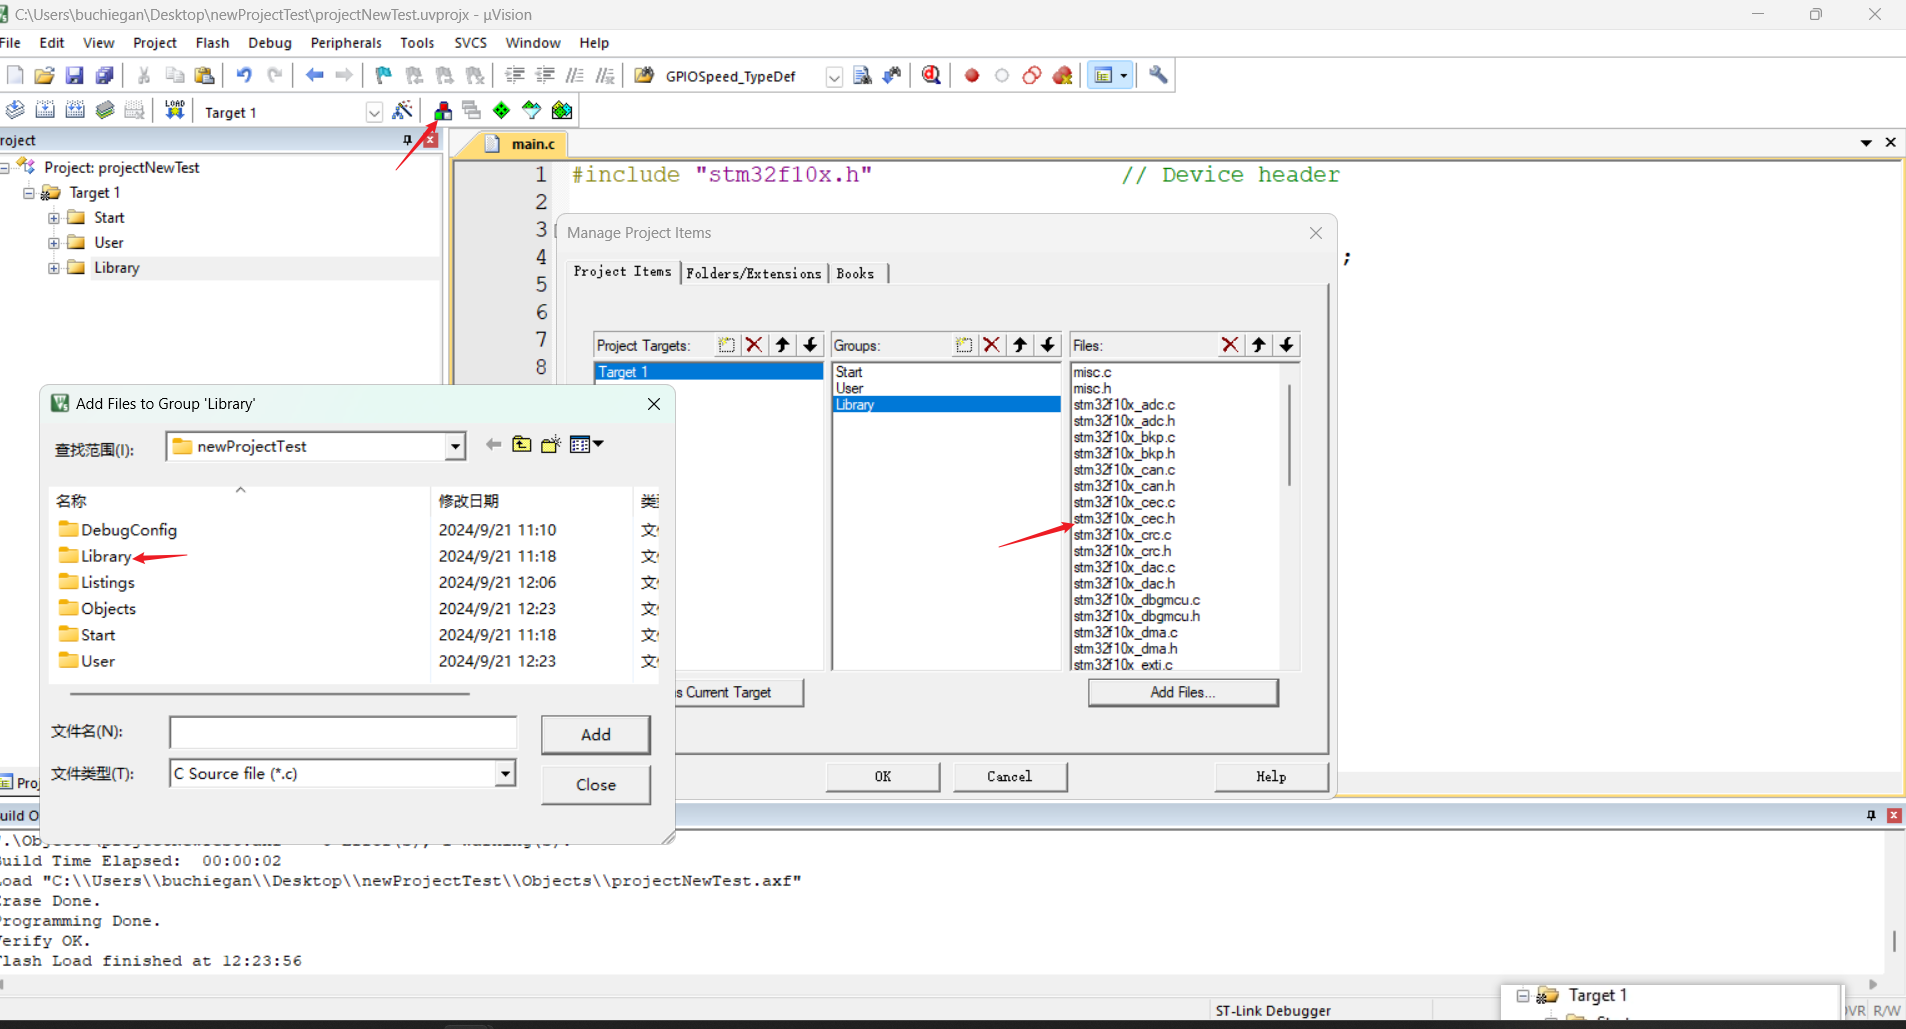 C:\Users\buchiegan\Desktop\newProjectTest\projectNewTest.uvprojx - µVision
File Edit View Project Flash Debug Peripherals Tools SVCS Window Help
GPIOSpeed_TypeDef
LOAD Target 1
roject
main.c
Project: projectNewTest
Target 1
Start
User
Library
1 #include "stm32f10x.h" // Device header
2
3
4 ;
5
6
7
8
Manage Project Items
Project Items Folders/Extensions Books
Project Targets: Groups: Files:
Target 1
Start
User
Library
misc.c
misc.h
stm32f10x_adc.c
stm32f10x_adc.h
stm32f10x_bkp.c
stm32f10x_bkp.h
stm32f10x_can.c
stm32f10x_can.h
stm32f10x_cec.c
stm32f10x_cec.h
stm32f10x_crc.c
stm32f10x_crc.h
stm32f10x_dac.c
stm32f10x_dac.h
stm32f10x_dbgmcu.c
stm32f10x_dbgmcu.h
stm32f10x_dma.c
stm32f10x_dma.h
stm32f10x_exti.c
s Current Target
Add Files...
OK Cancel Help
Add Files to Group 'Library'
查找范围(I): newProjectTest
名称 修改日期 类
DebugConfig 2024/9/21 11:10 文
Library 2024/9/21 11:18 文
Listings 2024/9/21 12:06 文
Objects 2024/9/21 12:23 文
Start 2024/9/21 11:18 文
User 2024/9/21 12:23 文
文件名(N): Add
文件类型(T): C Source file (*.c) Close
Proj
uild O
uild Time Elapsed: 00:00:02
oad "C:\\Users\\buchiegan\\Desktop\\newProjectTest\\Objects\\projectNewTest.axf"
rase Done.
rogramming Done.
erify OK.
lash Load finished at 12:23:56
Target 1
ST-Link Debugger OVR R/W